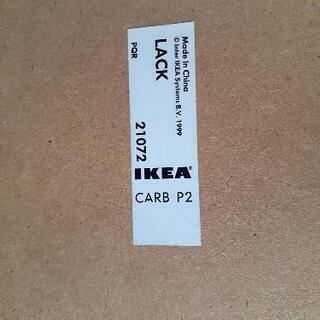 Made in China
© Inter IKEA Systems B.V. 1999
LACK
PQR
21072
IKEA®
CARB P2